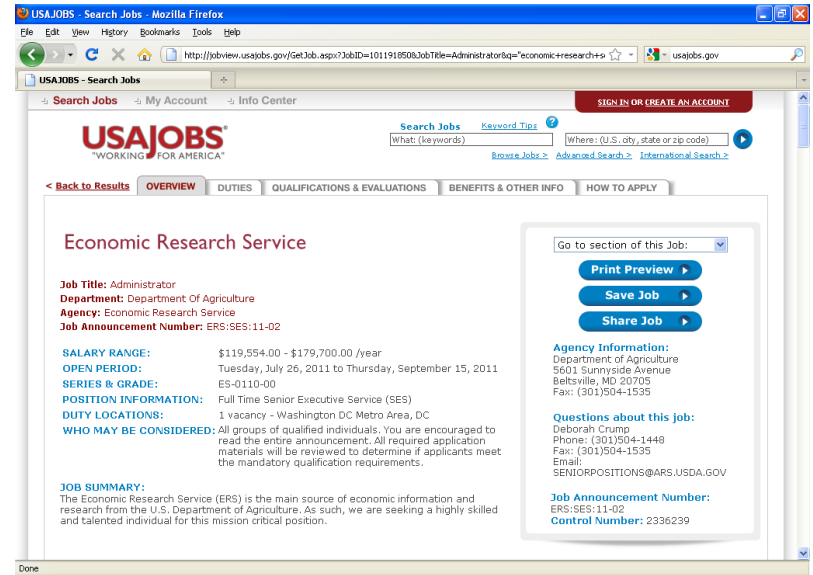 USAJOBS - Search Jobs - Mozilla Firefox
File Edit View History Bookmarks Tools Help
http://jobview.usajobs.gov/GetJob.aspx?JobID=101191850&JobTitle=Administrator&q="economic+research+s
usajobs.gov
USAJOBS - Search Jobs
Search Jobs My Account Info Center
SIGN IN OR CREATE AN ACCOUNT
USAJOBS
"WORKING FOR AMERICA"
Search Jobs Keyword Tips ?
What: (keywords) Where: (U.S. city, state or zip code)
Browse Jobs > Advanced Search > International Search >
< Back to Results OVERVIEW DUTIES QUALIFICATIONS & EVALUATIONS BENEFITS & OTHER INFO HOW TO APPLY
Economic Research Service
Job Title: Administrator
Department: Department Of Agriculture
Agency: Economic Research Service
Job Announcement Number: ERS:SES:11-02
SALARY RANGE: $119,554.00 - $179,700.00 /year
OPEN PERIOD: Tuesday, July 26, 2011 to Thursday, September 15, 2011
SERIES & GRADE: ES-0110-00
POSITION INFORMATION: Full Time Senior Executive Service (SES)
DUTY LOCATIONS: 1 vacancy - Washington DC Metro Area, DC
WHO MAY BE CONSIDERED: All groups of qualified individuals. You are encouraged to
read the entire announcement. All required application
materials will be reviewed to determine if applicants meet
the mandatory qualification requirements.
JOB SUMMARY:
The Economic Research Service (ERS) is the main source of economic information and
research from the U.S. Department of Agriculture. As such, we are seeking a highly skilled
and talented individual for this mission critical position.
Go to section of this Job:
Print Preview
Save Job
Share Job
Agency Information:
Department of Agriculture
5601 Sunnyside Avenue
Beltsville, MD 20705
Fax: (301)504-1535
Questions about this job:
Deborah Crump
Phone: (301)504-1448
Fax: (301)504-1535
Email:
SENIORPOSITIONS@ARS.USDA.GOV
Job Announcement Number:
ERS:SES:11-02
Control Number: 2336239
Done